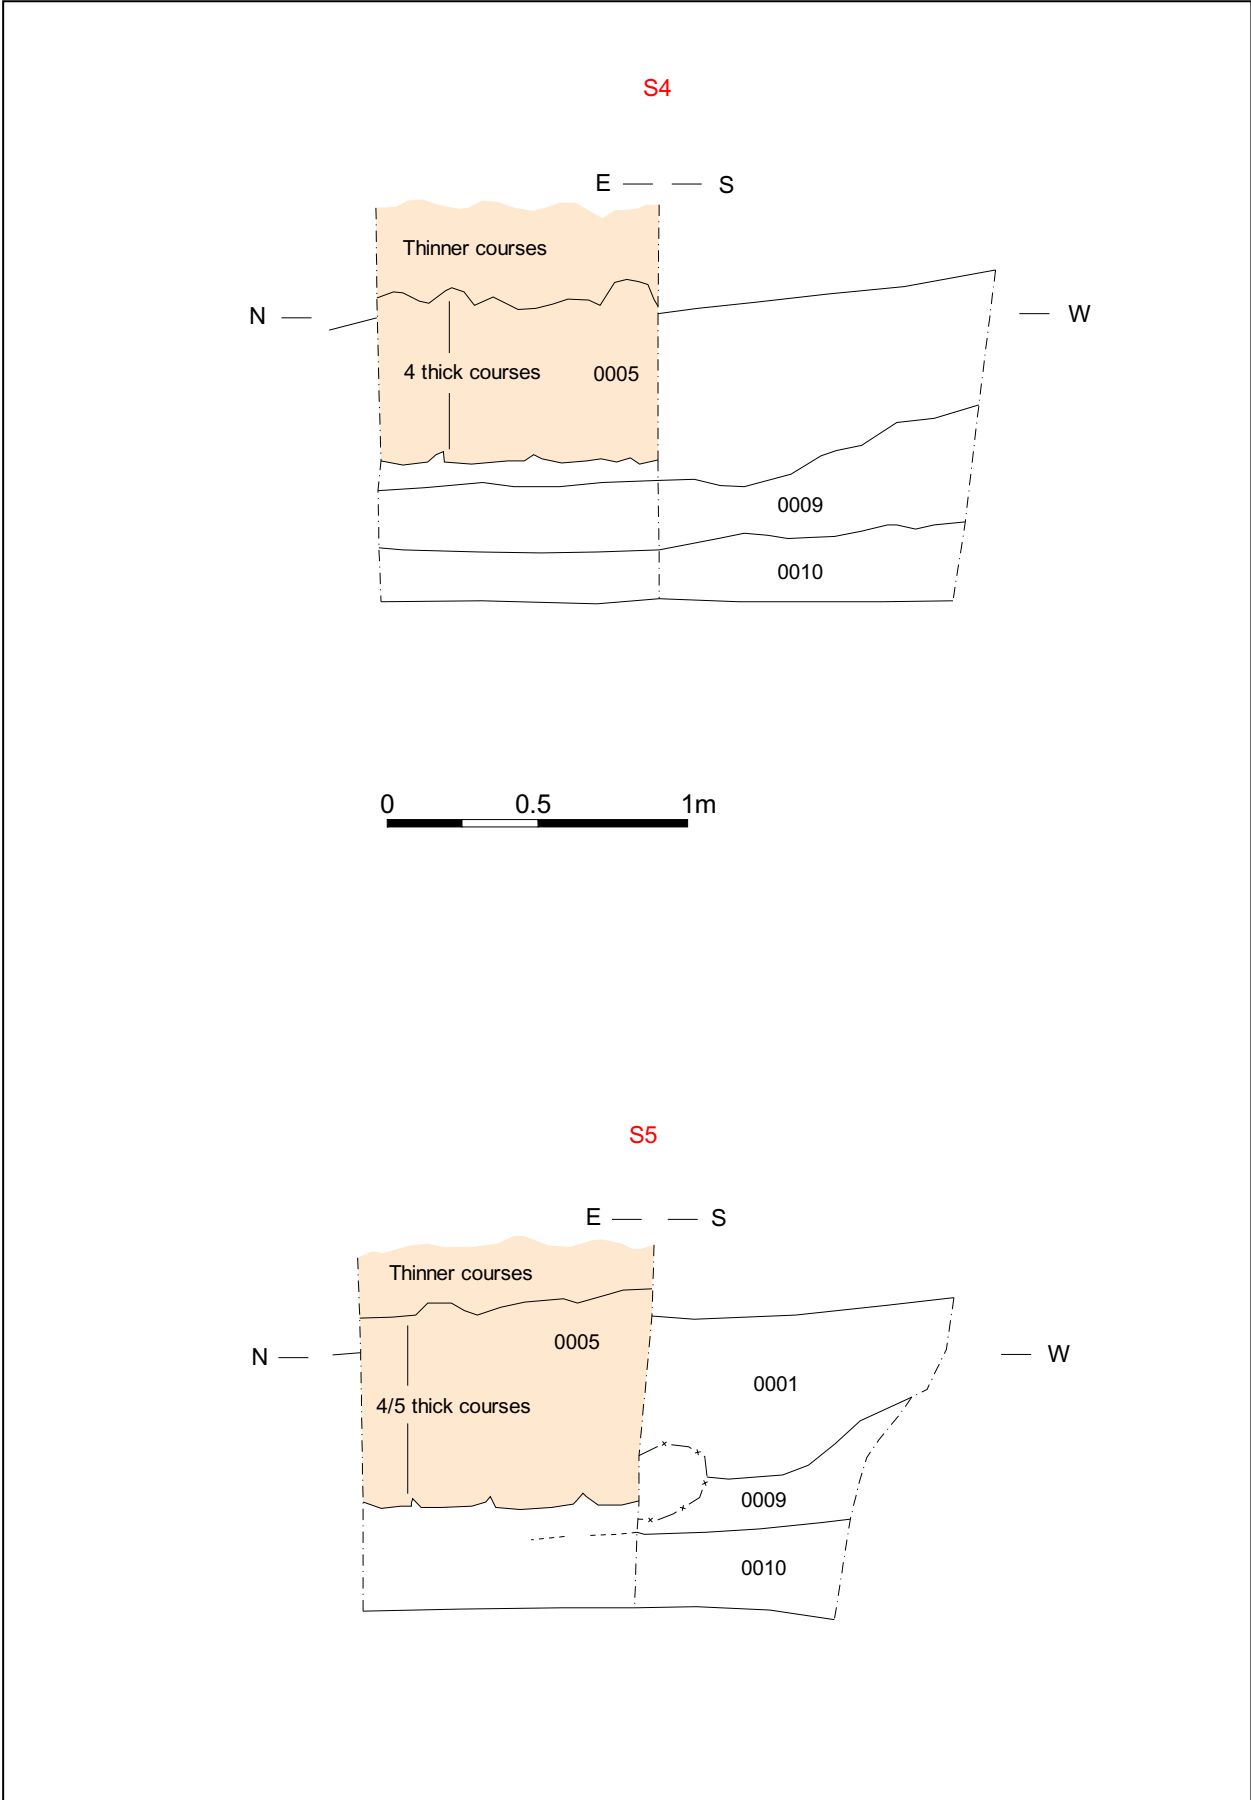 S4
E — — S
Thinner courses
N — — W
4 thick courses 0005
0009
0010
0 0.5 1m
S5
E — — S
Thinner courses
0005
N — — W
0001
4/5 thick courses
0009
0010